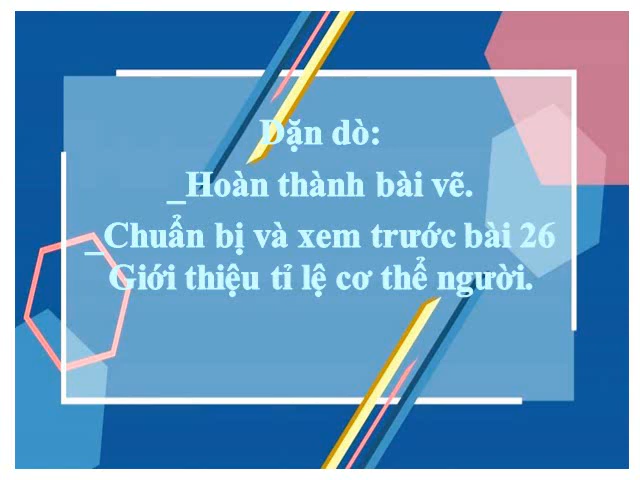 Dặn dò:
_Hoàn thành bài vẽ.
_Chuẩn bị và xem trước bài 26
Giới thiệu tỉ lệ cơ thể người.